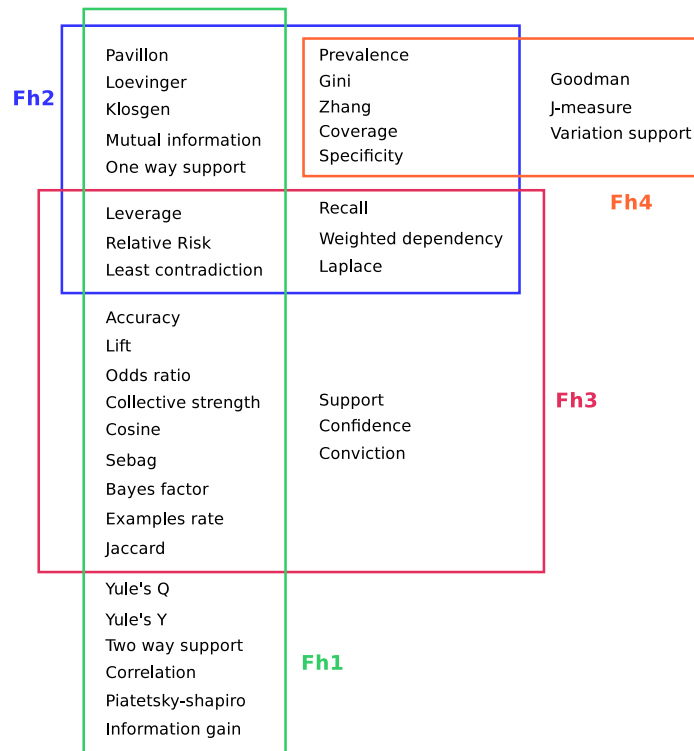 Pavillon
Loevinger
Klosgen
Mutual information
One way support
Prevalence
Gini
Zhang
Coverage
Specificity
Goodman
J-measure
Variation support
Fh2
Fh4
Leverage
Relative Risk
Least contradiction
Recall
Weighted dependency
Laplace
Accuracy
Lift
Odds ratio
Collective strength
Cosine
Sebag
Bayes factor
Examples rate
Jaccard
Support
Confidence
Conviction
Fh3
Yule's Q
Yule's Y
Two way support
Correlation
Piatetsky-shapiro
Information gain
Fh1